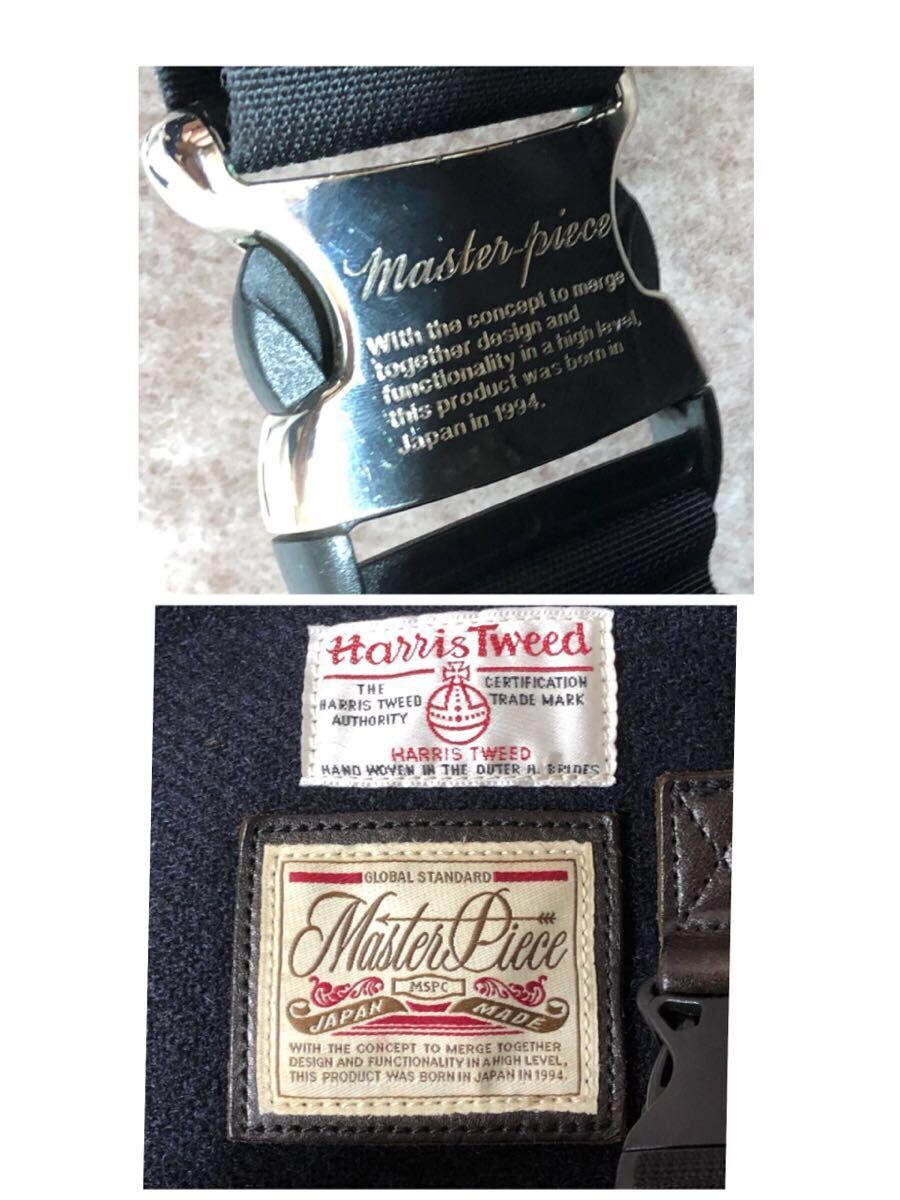 Master-piece
With the concept to merge
together design and
functionality in a high level,
this product was born in
Japan in 1994.
Harris Tweed
THE
HARRIS TWEED
AUTHORITY
CERTIFICATION
TRADE MARK
HARRIS TWEED
HAND WOVEN IN THE OUTER H. BRIDES
GLOBAL STANDARD
Master Piece
MSPC
JAPAN MADE
WITH THE CONCEPT TO MERGE TOGETHER
DESIGN AND FUNCTIONALITY IN A HIGH LEVEL,
THIS PRODUCT WAS BORN IN JAPAN IN 1994.